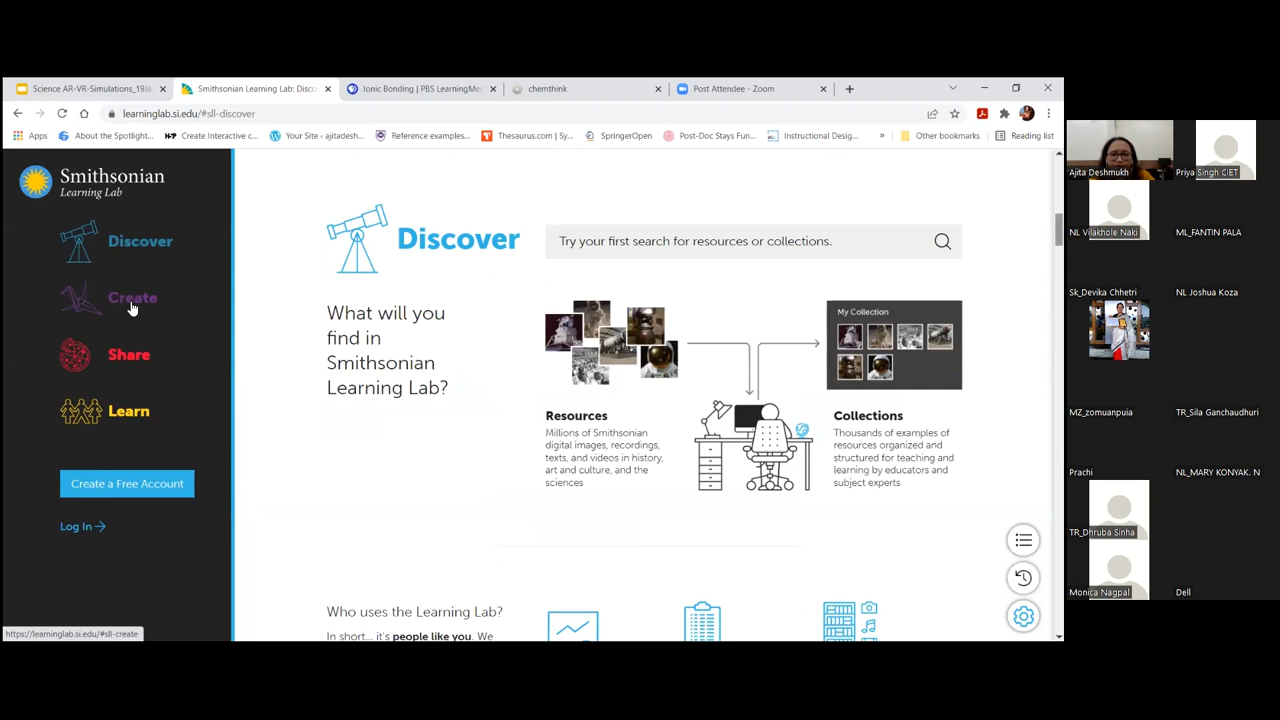 Science AR-VR-Simulations_19.Ja
Smithsonian Learning Lab: Disco
Ionic Bonding | PBS LearningMe
chemthink
Post Attendee - Zoom
learninglab.si.edu/#sll-discover
Apps
About the Spotlight...
Create Interactive c...
Your Site ‹ ajitadesh...
Reference examples...
Thesaurus.com | Sy...
SpringerOpen
Post-Doc Stays Fun...
Instructional Desig...
»
Other bookmarks
Reading list
Smithsonian
Learning Lab
Discover
Create
Share
Learn
Create a Free Account
Log In →
https://learninglab.si.edu/#sll-create
Discover
Try your first search for resources or collections.
What will you
find in
Smithsonian
Learning Lab?
My Collection
Resources
Millions of Smithsonian
digital images, recordings,
texts, and videos in history,
art and culture, and the
sciences
Collections
Thousands of examples of
resources organized and
structured for teaching and
learning by educators and
subject experts
Who uses the Learning Lab?
In short... it's people like you. We
Ajita Deshmukh
Priya Singh CIET
NL Vilakhole Naki
ML_FANTIN PALA
Sk_Devika Chhetri
NL Joshua Koza
MZ_zomuanpuia
TR_Sila Ganchaudhuri
Prachi
NL_MARY KONYAK. N
TR_Dhruba Sinha
Monica Nagpal
Dell